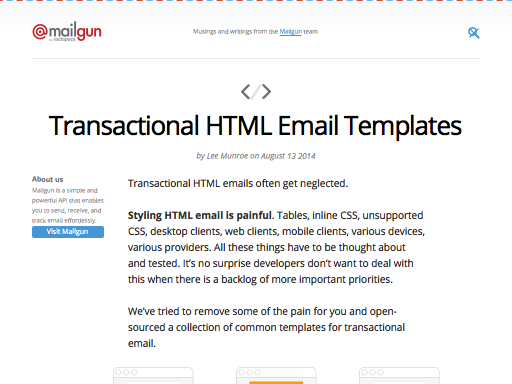 @mailgun
by rackspace
Musings and writings from the Mailgun team
</>
Transactional HTML Email Templates
by Lee Munroe on August 13 2014
About us
Mailgun is a simple and
powerful API that enables
you to send, receive, and
track email effortlessly.
Visit Mailgun
Transactional HTML emails often get neglected.
Styling HTML email is painful. Tables, inline CSS, unsupported
CSS, desktop clients, web clients, mobile clients, various devices,
various providers. All these things have to be thought about
and tested. It's no surprise developers don't want to deal with
this when there is a backlog of more important priorities.
We've tried to remove some of the pain for you and open-
sourced a collection of common templates for transactional
email.